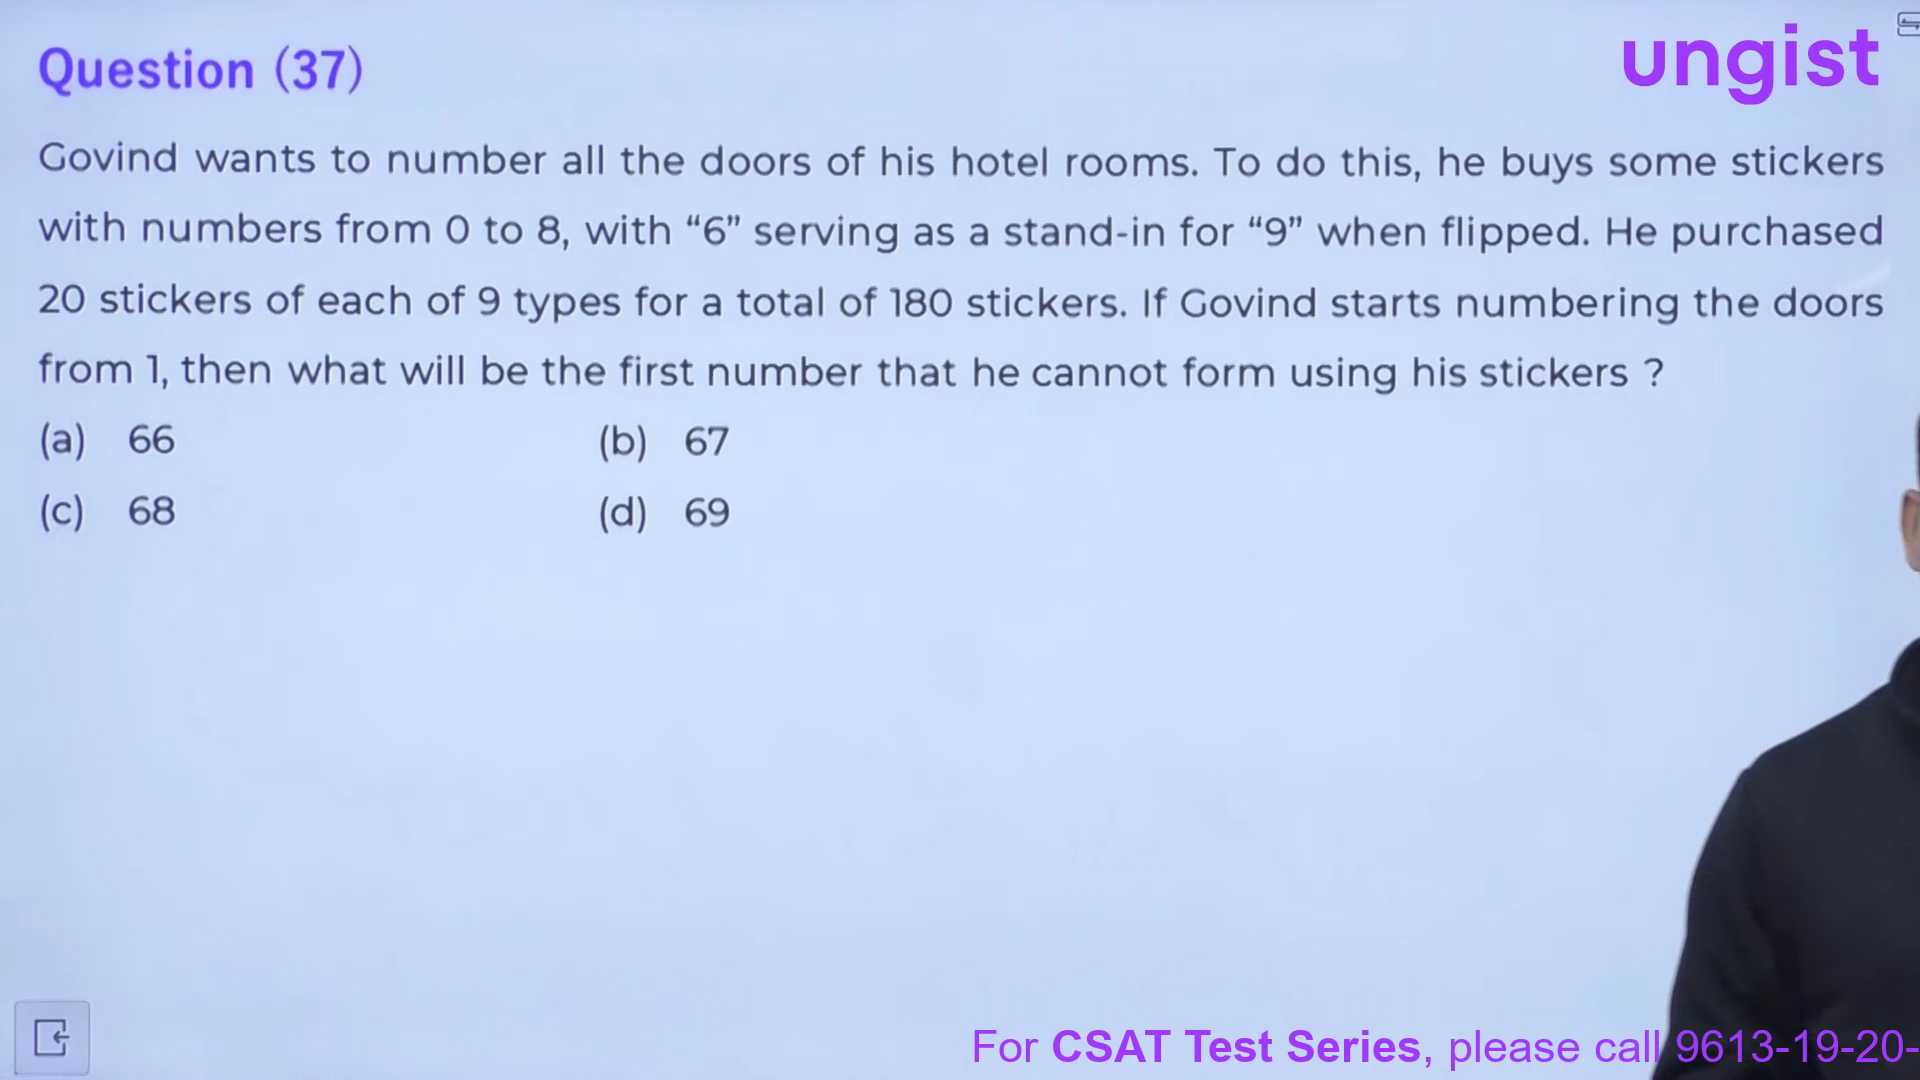 Question (37)
ungist
Govind wants to number all the doors of his hotel rooms. To do this, he buys some stickers
with numbers from 0 to 8, with “6” serving as a stand-in for “9” when flipped. He purchased
20 stickers of each of 9 types for a total of 180 stickers. If Govind starts numbering the doors
from 1, then what will be the first number that he cannot form using his stickers ?
(a) 66 (b) 67
(c) 68 (d) 69
For CSAT Test Series, please call 9613-19-20-